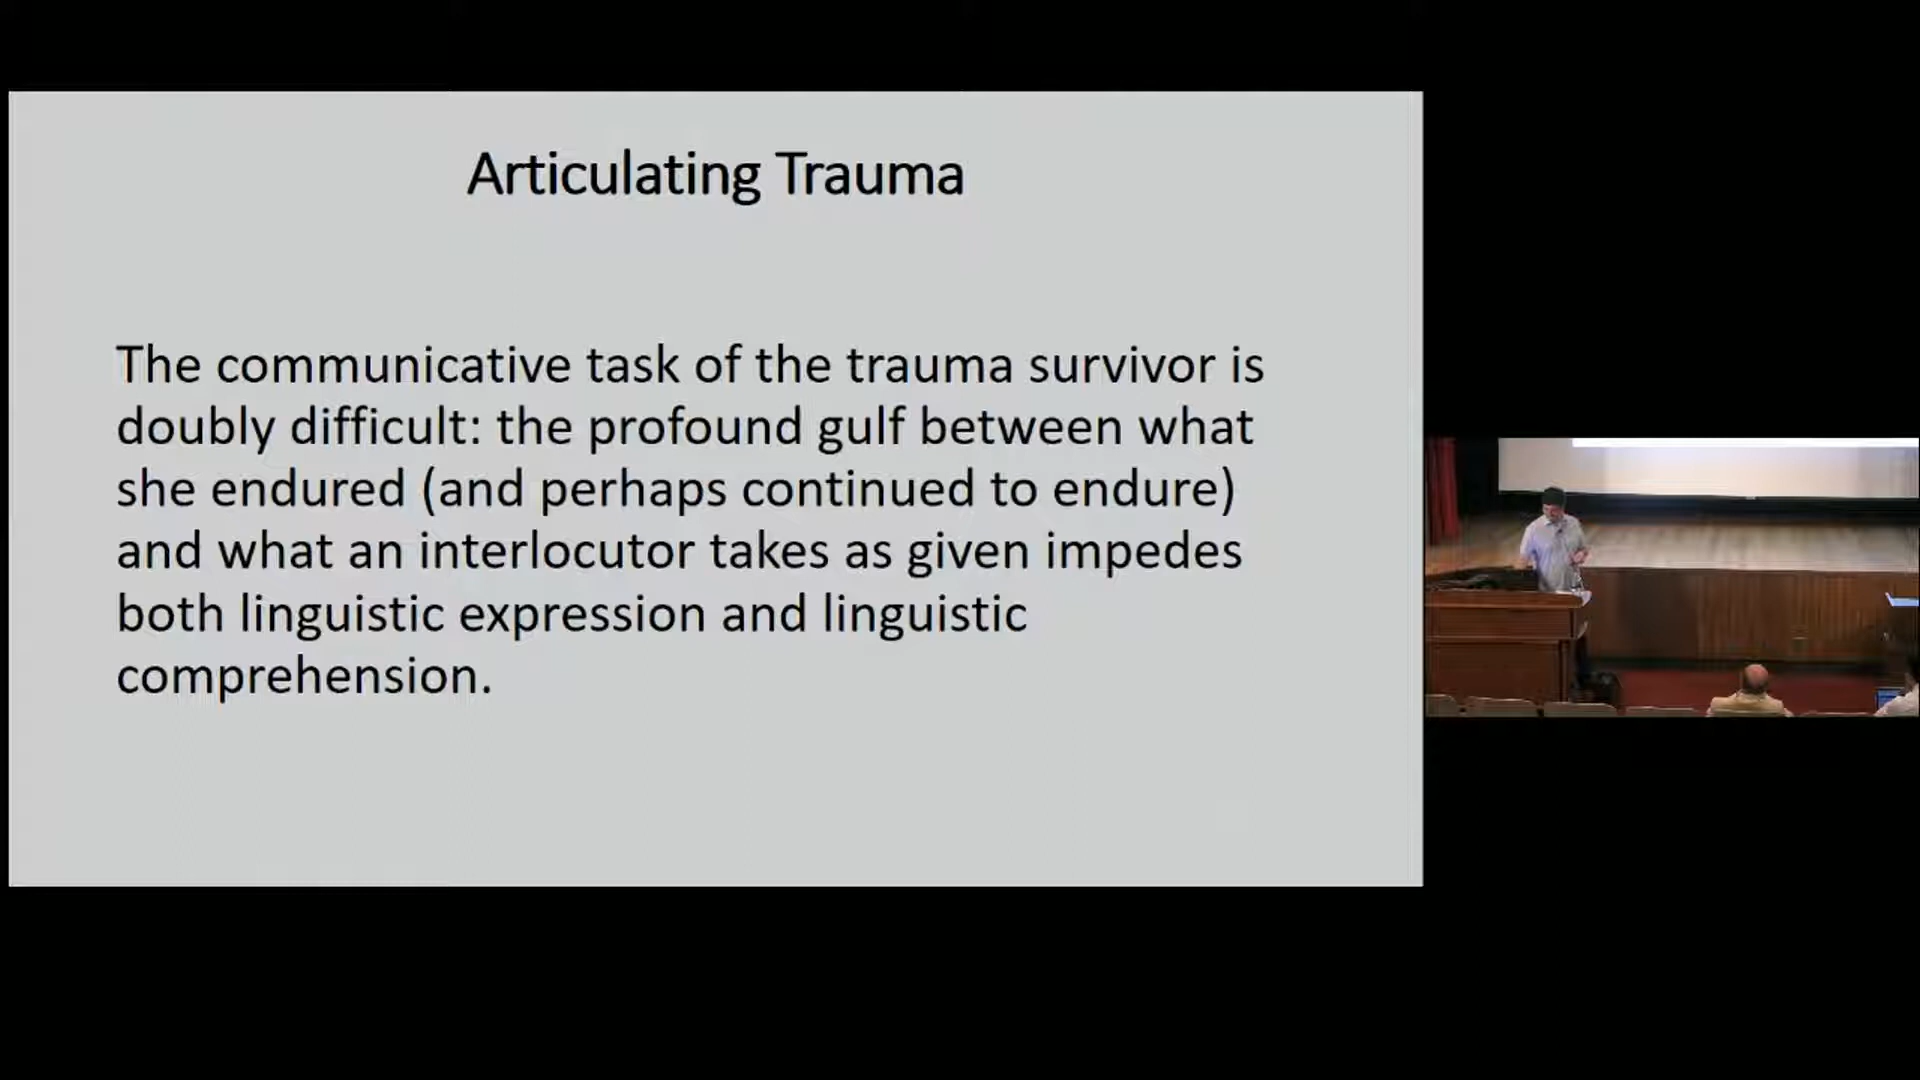 Articulating Trauma
The communicative task of the trauma survivor is
doubly difficult: the profound gulf between what
she endured (and perhaps continued to endure)
and what an interlocutor takes as given impedes
both linguistic expression and linguistic
comprehension.